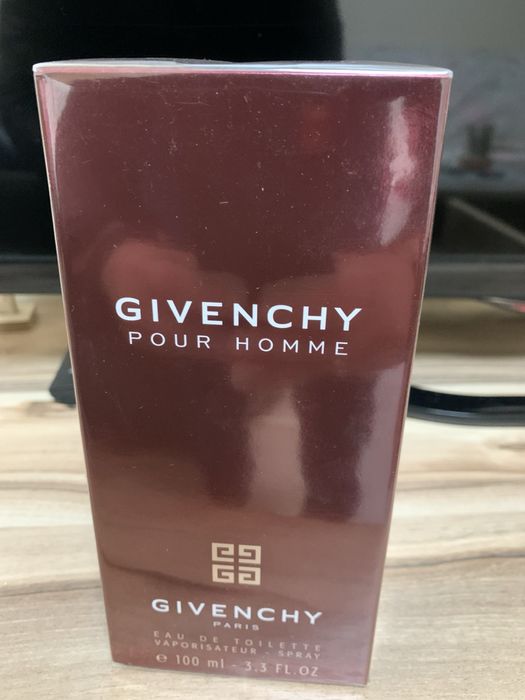 GIVENCHY
POUR HOMME
GIVENCHY
PARIS
EAU DE TOILETTE
VAPORISATEUR - SPRAY
e 100 ml - 3.3 FL.OZ